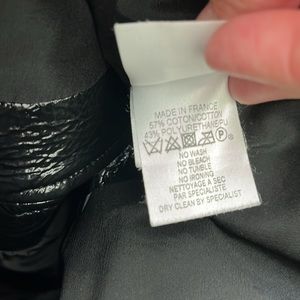 MADE IN FRANCE
57% COTON/COTTON
43% POLYURETHANE/PU
P
NO WASH
NO BLEACH
NO TUMBLE
NO IRONING
NETTOYAGE A SEC
PAR SPECIALISTE
DRY CLEAN BY SPECIALIST